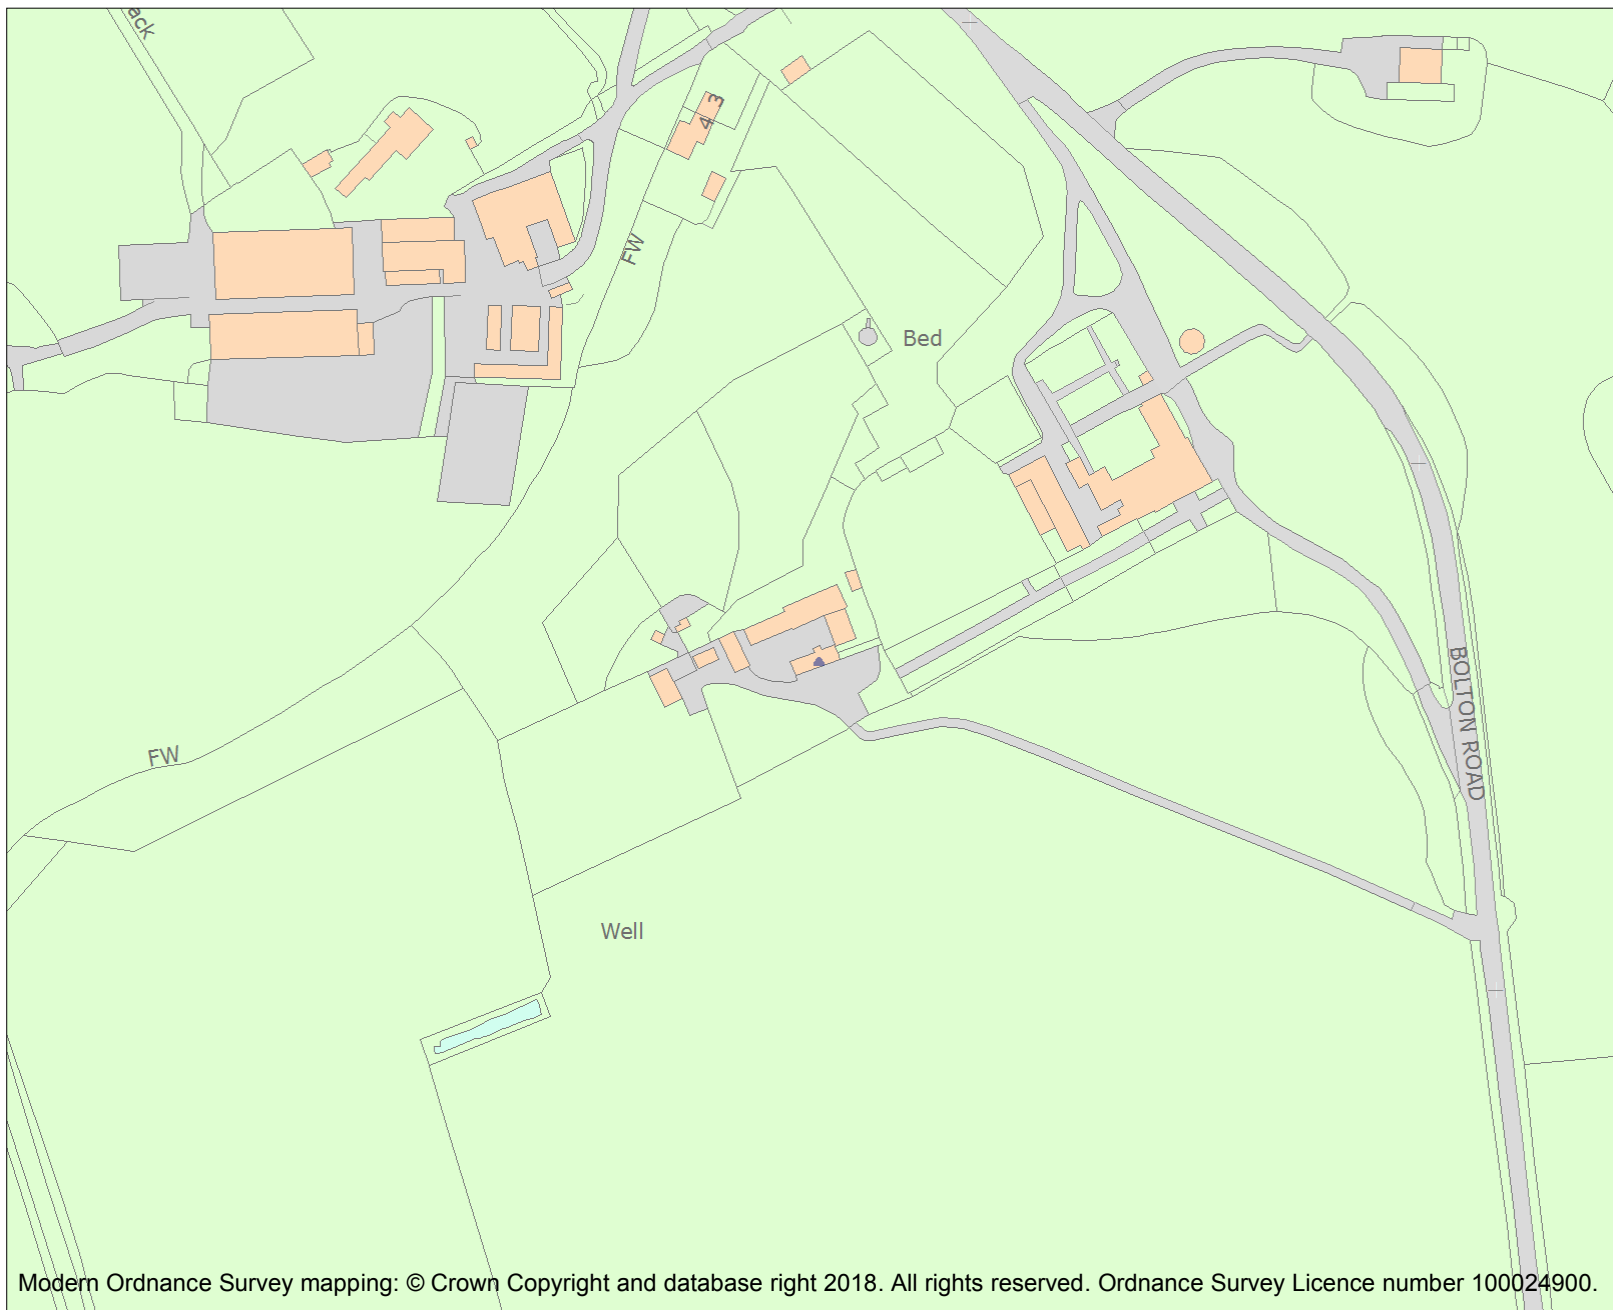 ack
3
4
FW
Bed
BOLTON ROAD
FW
Well
Modern Ordnance Survey mapping: © Crown Copyright and database right 2018. All rights reserved. Ordnance Survey Licence number 100024900.